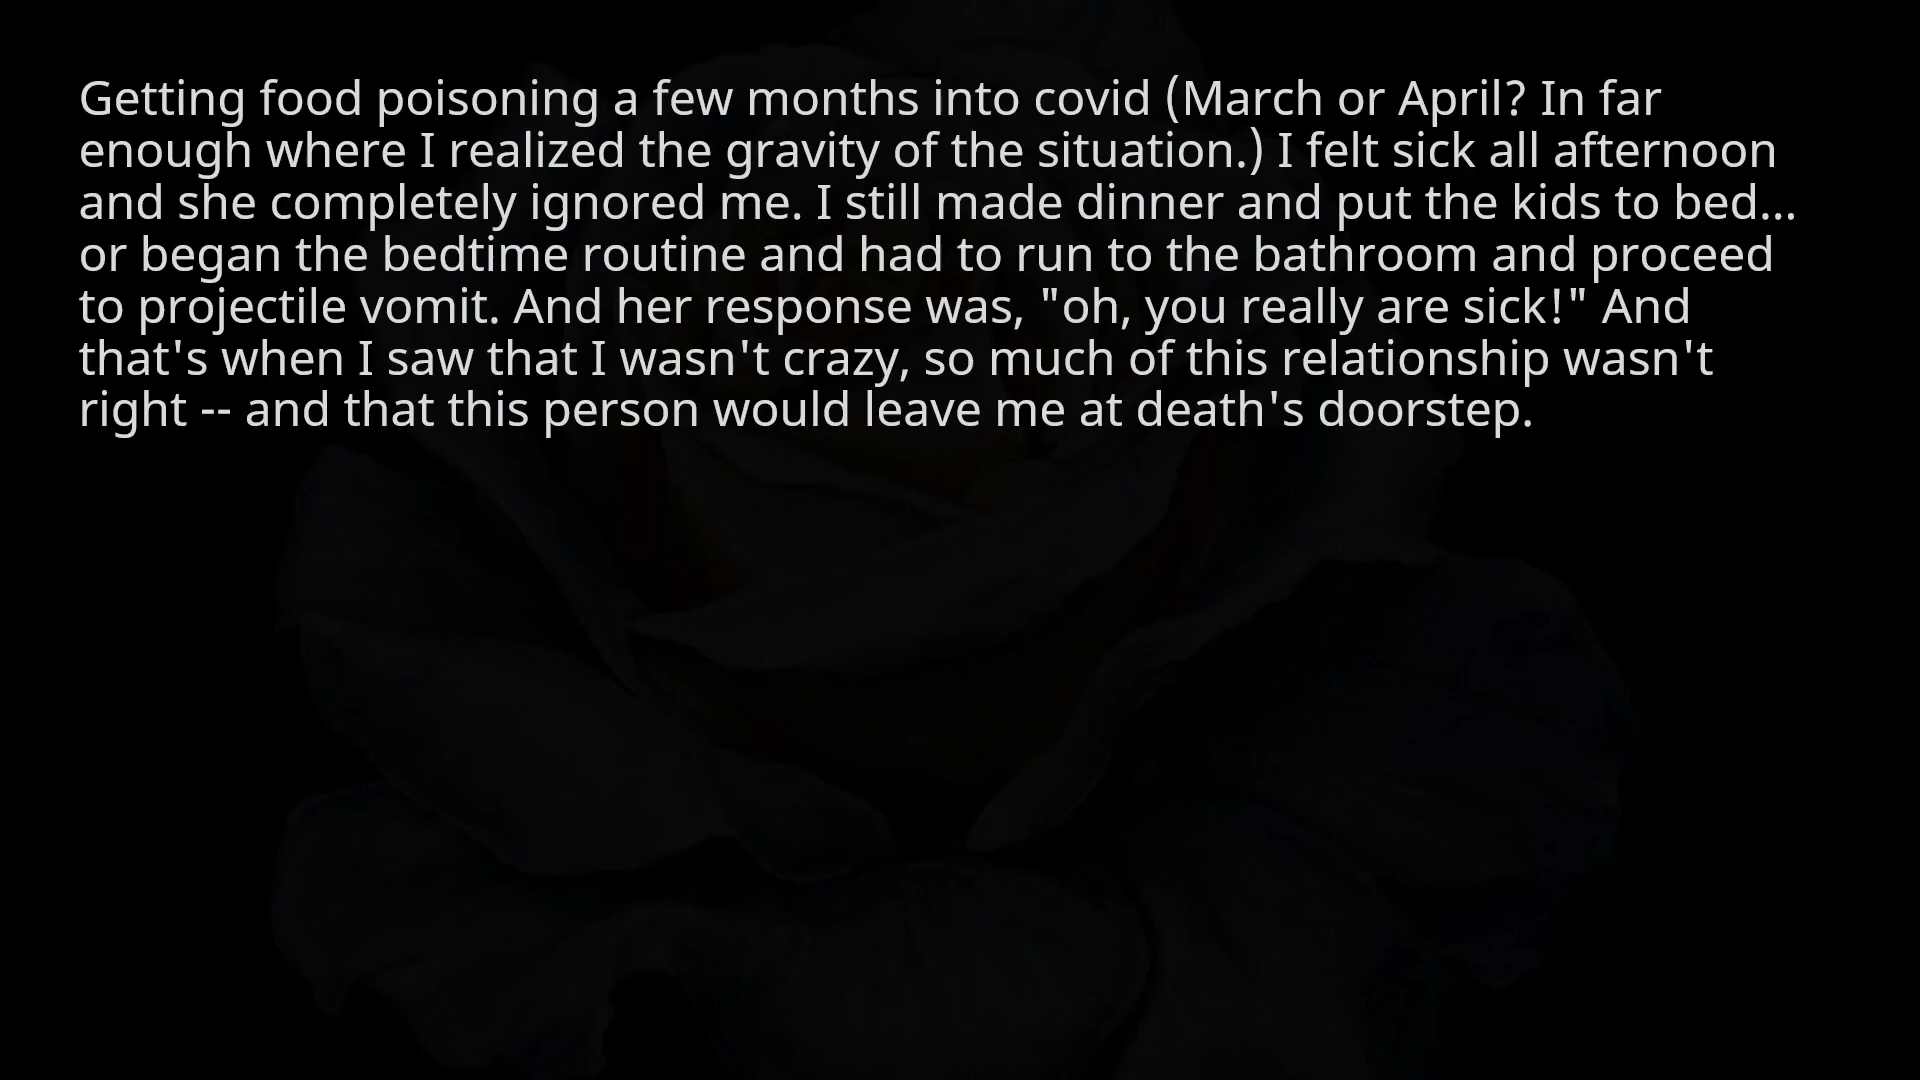 Getting food poisoning a few months into covid (March or April? In far
enough where I realized the gravity of the situation.) I felt sick all afternoon
and she completely ignored me. I still made dinner and put the kids to bed...
or began the bedtime routine and had to run to the bathroom and proceed
to projectile vomit. And her response was, "oh, you really are sick!" And
that's when I saw that I wasn't crazy, so much of this relationship wasn't
right -- and that this person would leave me at death's doorstep.